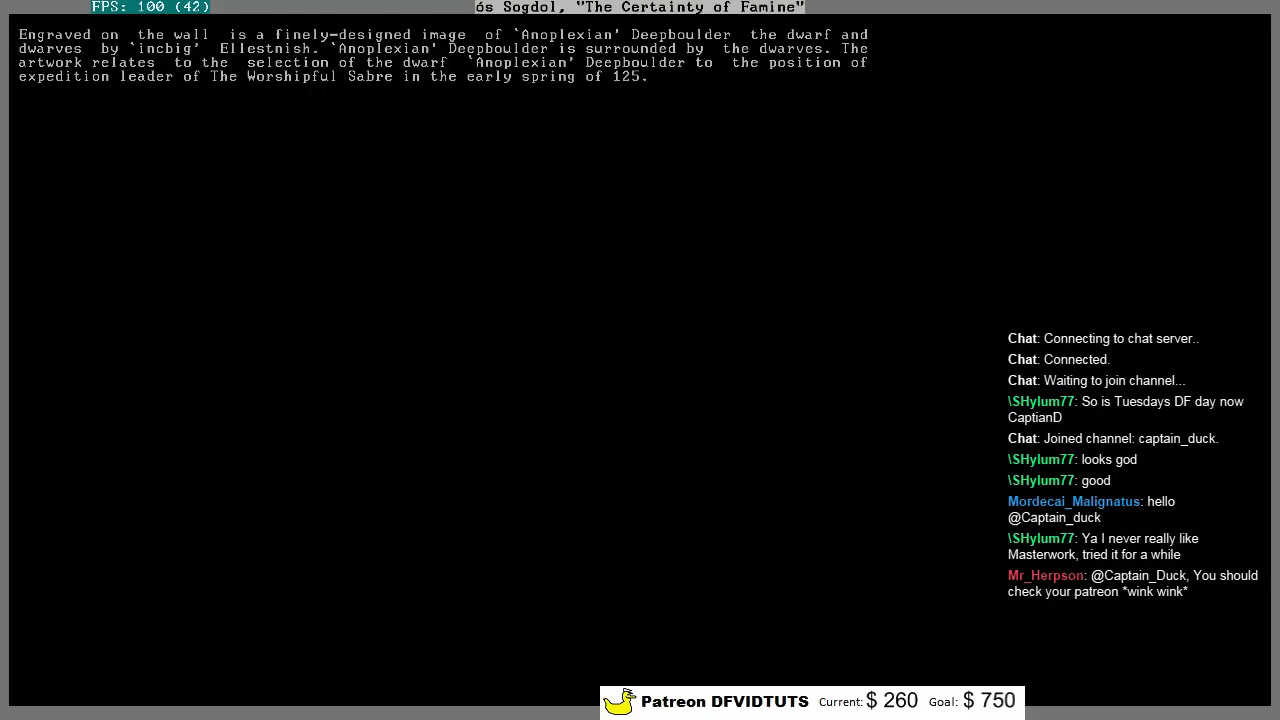 FPS: 100 (42)
ós Sogdol, "The Certainty of Famine"
Engraved on the wall is a finely-designed image of `Anoplexian' Deepboulder the dwarf and
dwarves by `incbig' Ellestnish. `Anoplexian' Deepboulder is surrounded by the dwarves. The
artwork relates to the selection of the dwarf `Anoplexian' Deepboulder to the position of
expedition leader of The Worshipful Sabre in the early spring of 125.
Chat: Connecting to chat server..
Chat: Connected.
Chat: Waiting to join channel...
\SHylum77: So is Tuesdays DF day now
CaptianD
Chat: Joined channel: captain_duck.
\SHylum77: looks god
\SHylum77: good
Mordecai_Malignatus: hello
@Captain_duck
\SHylum77: Ya I never really like
Masterwork, tried it for a while
Mr_Herpson: @Captain_Duck, You should
check your patreon *wink wink*
Patreon DFVIDTUTS Current: $ 260 Goal: $ 750